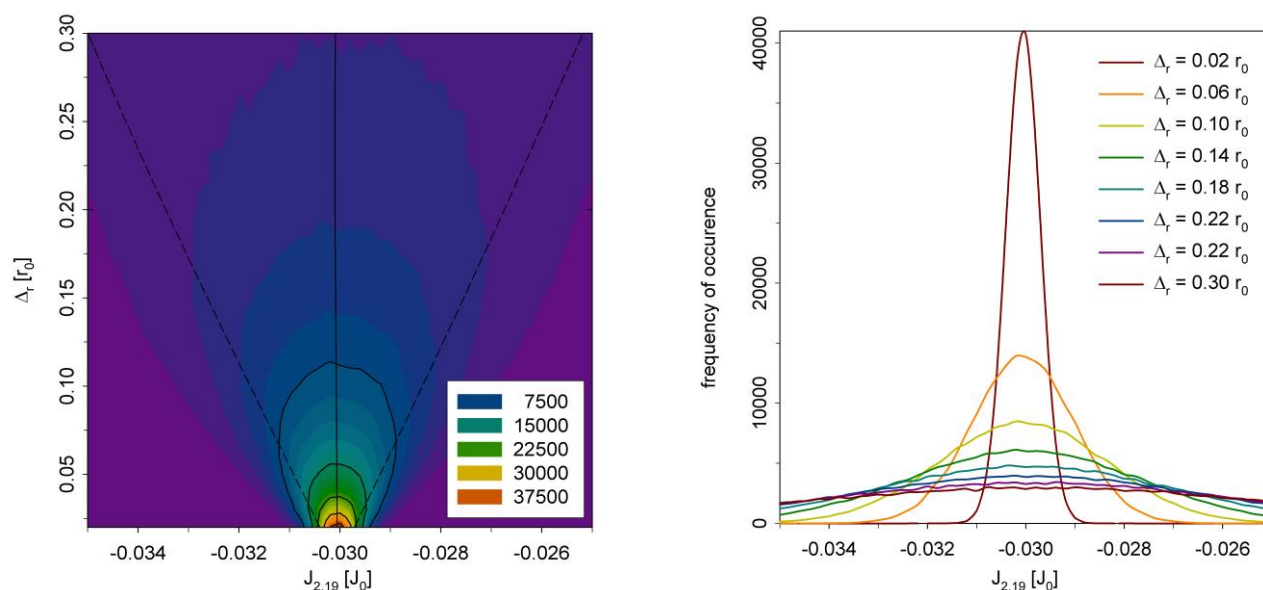 0.30
0.25
0.20
0.15
0.10
0.05
Δr [r0]
7500
15000
22500
30000
37500
-0.034 -0.032 -0.030 -0.028 -0.026
J2,19 [J0]
40000
30000
20000
10000
0
frequency of occurence
Δr = 0.02 r0
Δr = 0.06 r0
Δr = 0.10 r0
Δr = 0.14 r0
Δr = 0.18 r0
Δr = 0.22 r0
Δr = 0.22 r0
Δr = 0.30 r0
-0.034 -0.032 -0.030 -0.028 -0.026
J2,19 [J0]